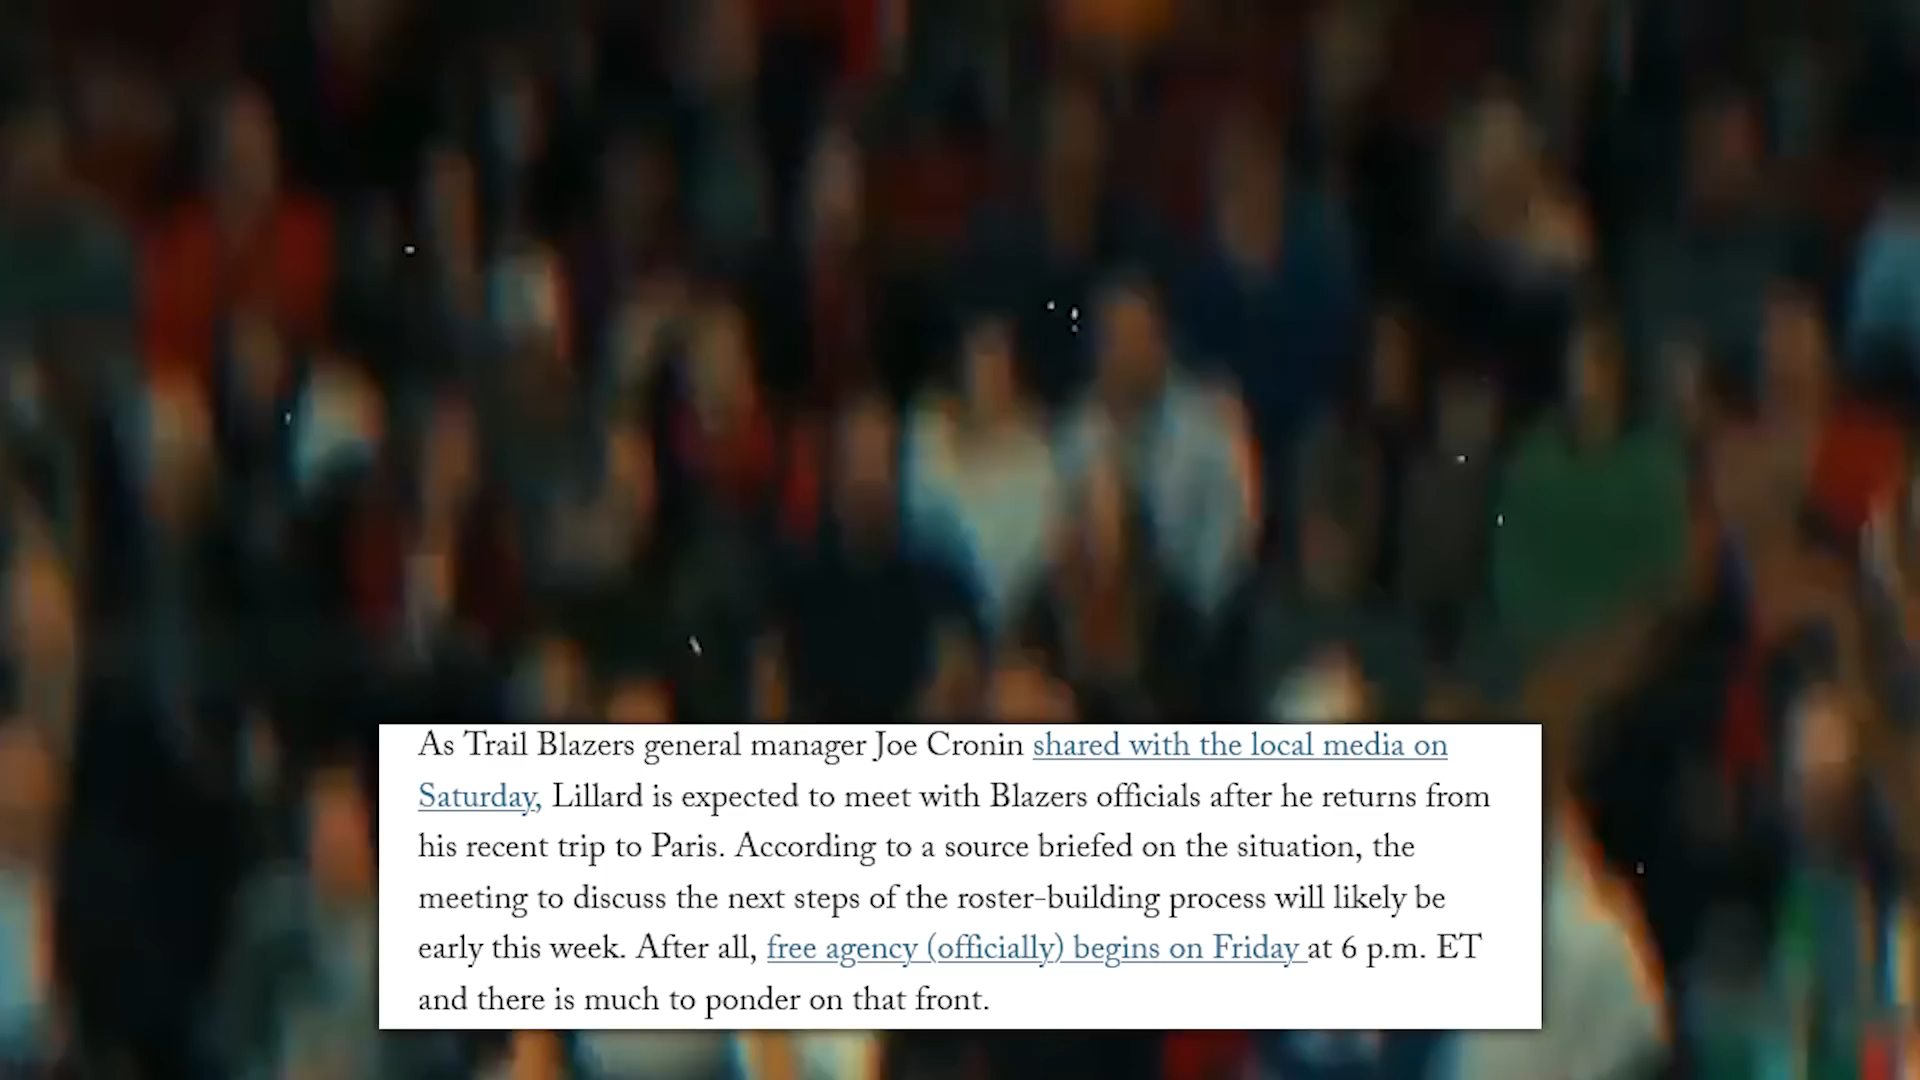 As Trail Blazers general manager Joe Cronin shared with the local media on
Saturday, Lillard is expected to meet with Blazers officials after he returns from
his recent trip to Paris. According to a source briefed on the situation, the
meeting to discuss the next steps of the roster-building process will likely be
early this week. After all, free agency (officially) begins on Friday at 6 p.m. ET
and there is much to ponder on that front.